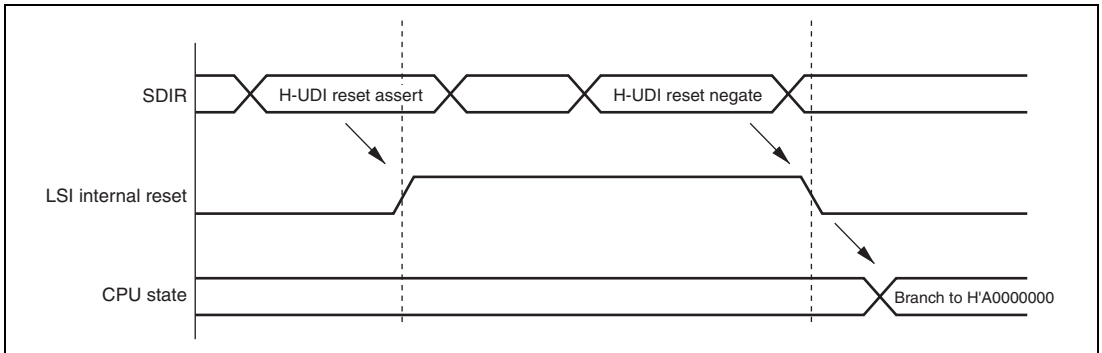 SDIR
H-UDI reset assert
H-UDI reset negate
LSI internal reset
CPU state
Branch to H'A0000000